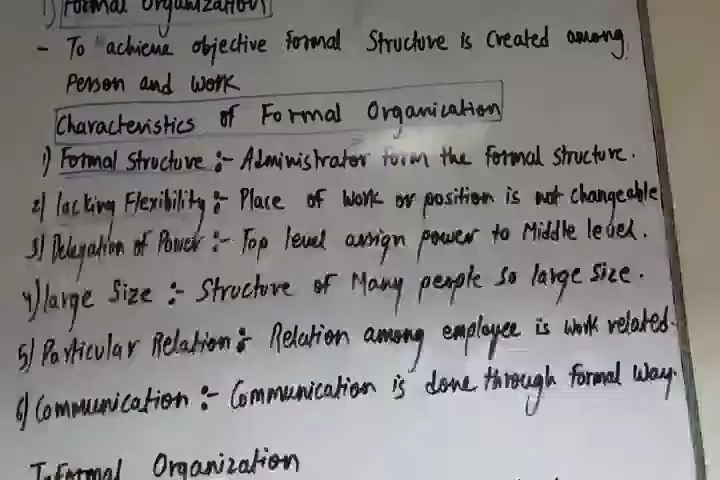 1) Formal Organization
- To achieve objective Formal Structure is Created among
Person and Work
Characteristics of Formal Organization
1) Formal Structure :- Administrator form the formal structure.
2) lacking Flexibility :- Place of Work or position is not changeable
3) Delegation of Power :- Top level assign power to Middle level.
4) large Size :- Structure of Many people so large Size.
5) Particular Relation :- Relation among employee is work related.
6) Communication :- Communication is done through formal Way.
Informal Organization